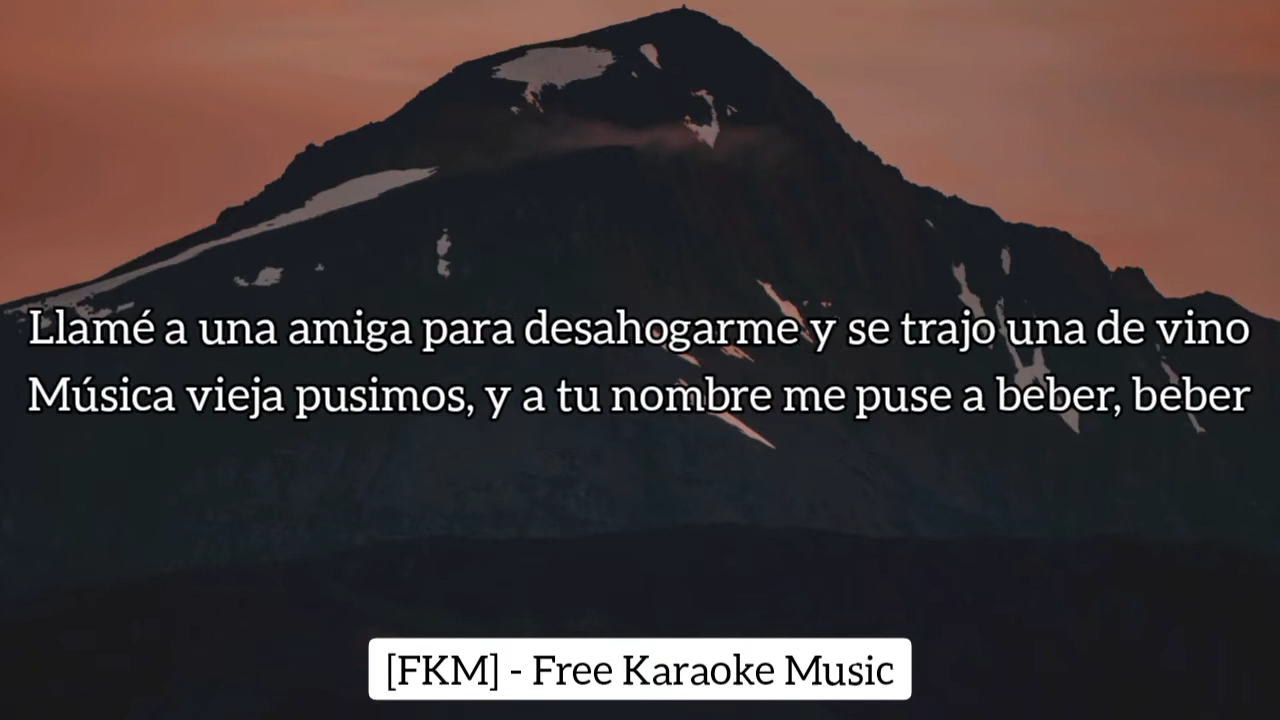 Llamé a una amiga para desahogarme y se trajo una de vino
Música vieja pusimos, y a tu nombre me puse a beber, beber
[FKM] - Free Karaoke Music